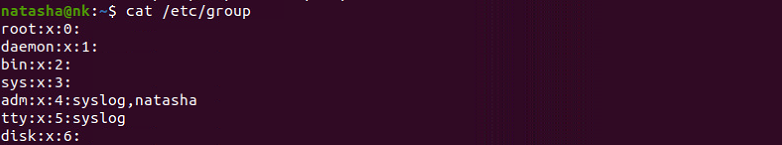 natasha@nk:~$ cat /etc/group
root:x:0:
daemon:x:1:
bin:x:2:
sys:x:3:
adm:x:4:syslog,natasha
tty:x:5:syslog
disk:x:6: